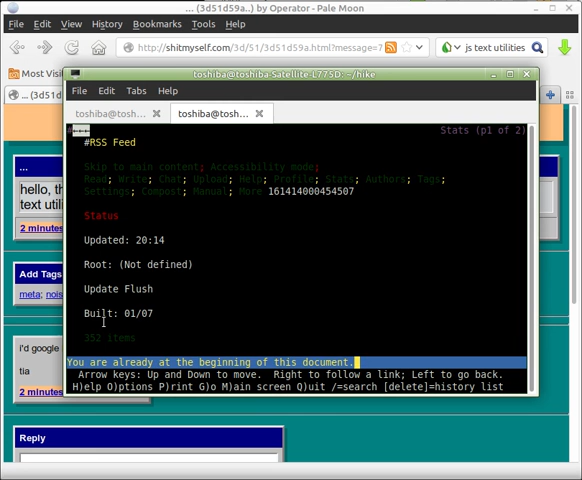 ... (3d51d59a..) by Operator - Pale Moon
File Edit View History Bookmarks Tools Help
http://shitmyself.com/3d/51/3d51d59a.html?message=7
js text utilities
Most Visi
... (3d51d
toshiba@toshiba-Satellite-L775D: ~/hike
File Edit Tabs Help
toshiba@tosh...
toshiba@tosh...
Stats (p1 of 2)
#RSS Feed
Skip to main content; Accessibility mode;
Read; Write; Chat; Upload; Help; Profile; Stats; Authors; Tags;
Settings; Compost; Manual; More 161414000454507
Status
Updated: 20:14
Root: (Not defined)
Update Flush
Built: 01/07
352 items
You are already at the beginning of this document.
Arrow keys: Up and Down to move. Right to follow a link; Left to go back.
H)elp O)ptions P)rint G)o M)ain screen Q)uit /=search [delete]=history list
...
hello, th
text utili
2 minutes
Add Tags
meta; nois
i'd google
tia
2 minutes
Reply